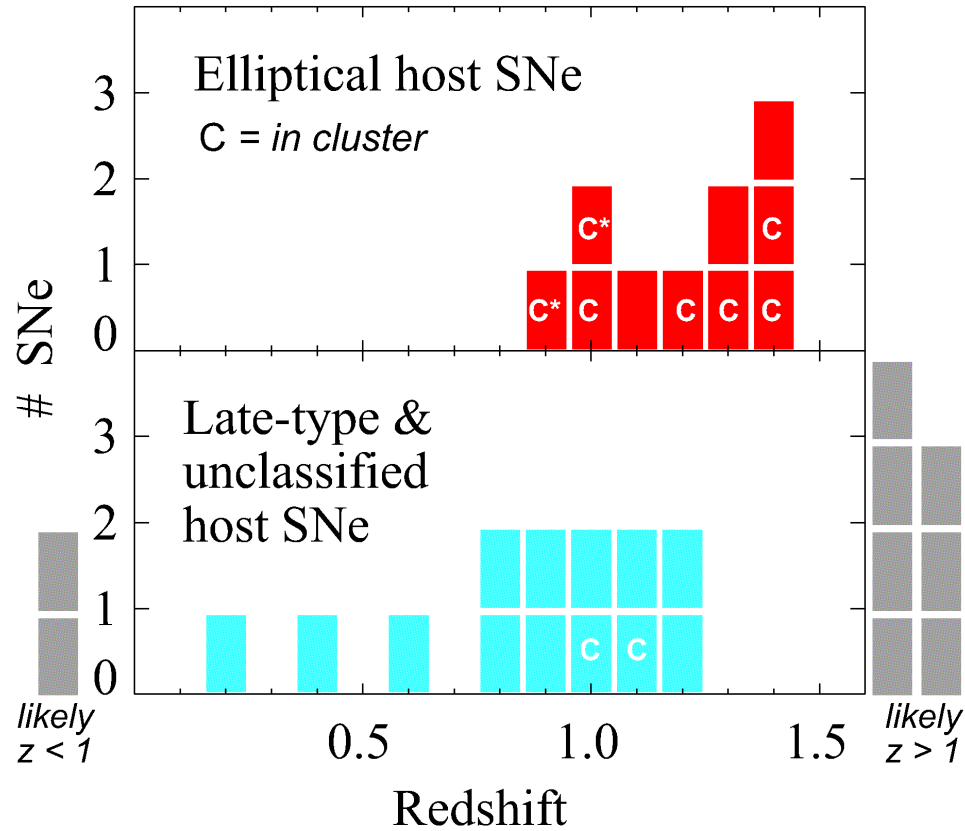 Elliptical host SNe
C = in cluster
3
2
1
0
C*
C
C*
C
C
C
C
# SNe
Late-type &
unclassified
host SNe
3
2
1
0
C
C
likely
z < 1
0.5
1.0
1.5
likely
z > 1
Redshift